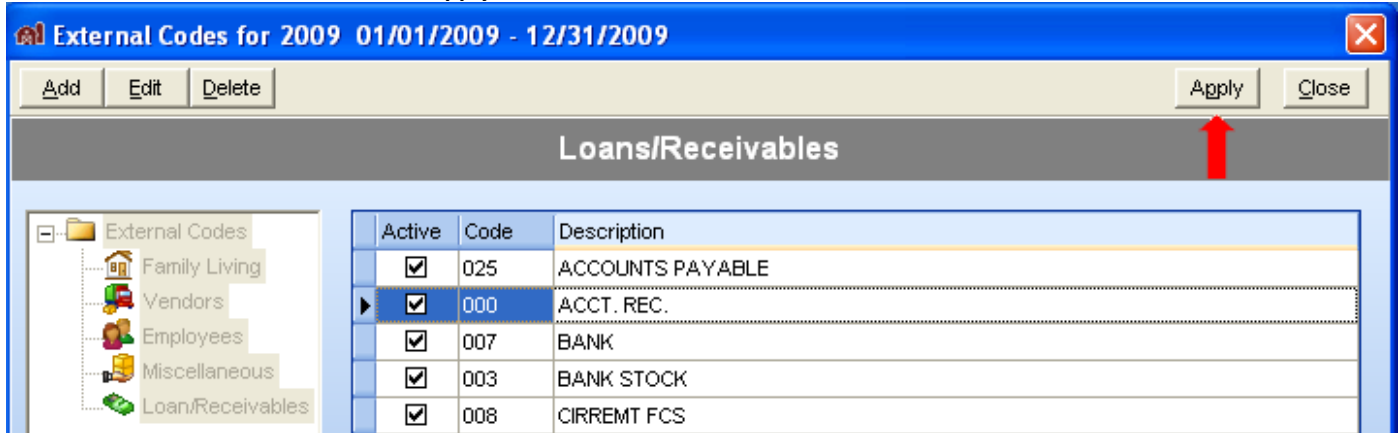 External Codes for 2009 01/01/2009 - 12/31/2009
Add Edit Delete Apply Close
Loans/Receivables
External Codes
Family Living
Vendors
Employees
Miscellaneous
Loan/Receivables
Active Code Description
025 ACCOUNTS PAYABLE
000 ACCT. REC.
007 BANK
003 BANK STOCK
008 CIRREMT FCS